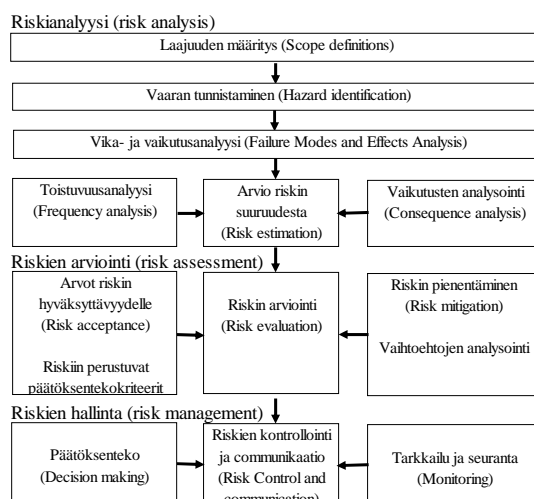 Riskianalyysi (risk analysis)
Laajuuden määritys (Scope definitions)
Vaaran tunnistaminen (Hazard identification)
Vika- ja vaikutusanalyysi (Failure Modes and Effects Analysis)
Toistuvuusanalyysi
(Frequency analysis)
Arvio riskin
suuruudesta
(Risk estimation)
Vaikutusten analysointi
(Consequence analysis)
Riskien arviointi (risk assessment)
Arvot riskin
hyväksyttävyydelle
(Risk acceptance)
Riskiin perustuvat
päätöksentekokriteerit
Riskin arviointi
(Risk evaluation)
Riskin pienentäminen
(Risk mitigation)
Vaihtoehtojen analysointi
Riskien hallinta (risk management)
Päätöksenteko
(Decision making)
Riskien kontrollointi
ja communikaatio
(Risk Control and
communication)
Tarkkailu ja seuranta
(Monitoring)